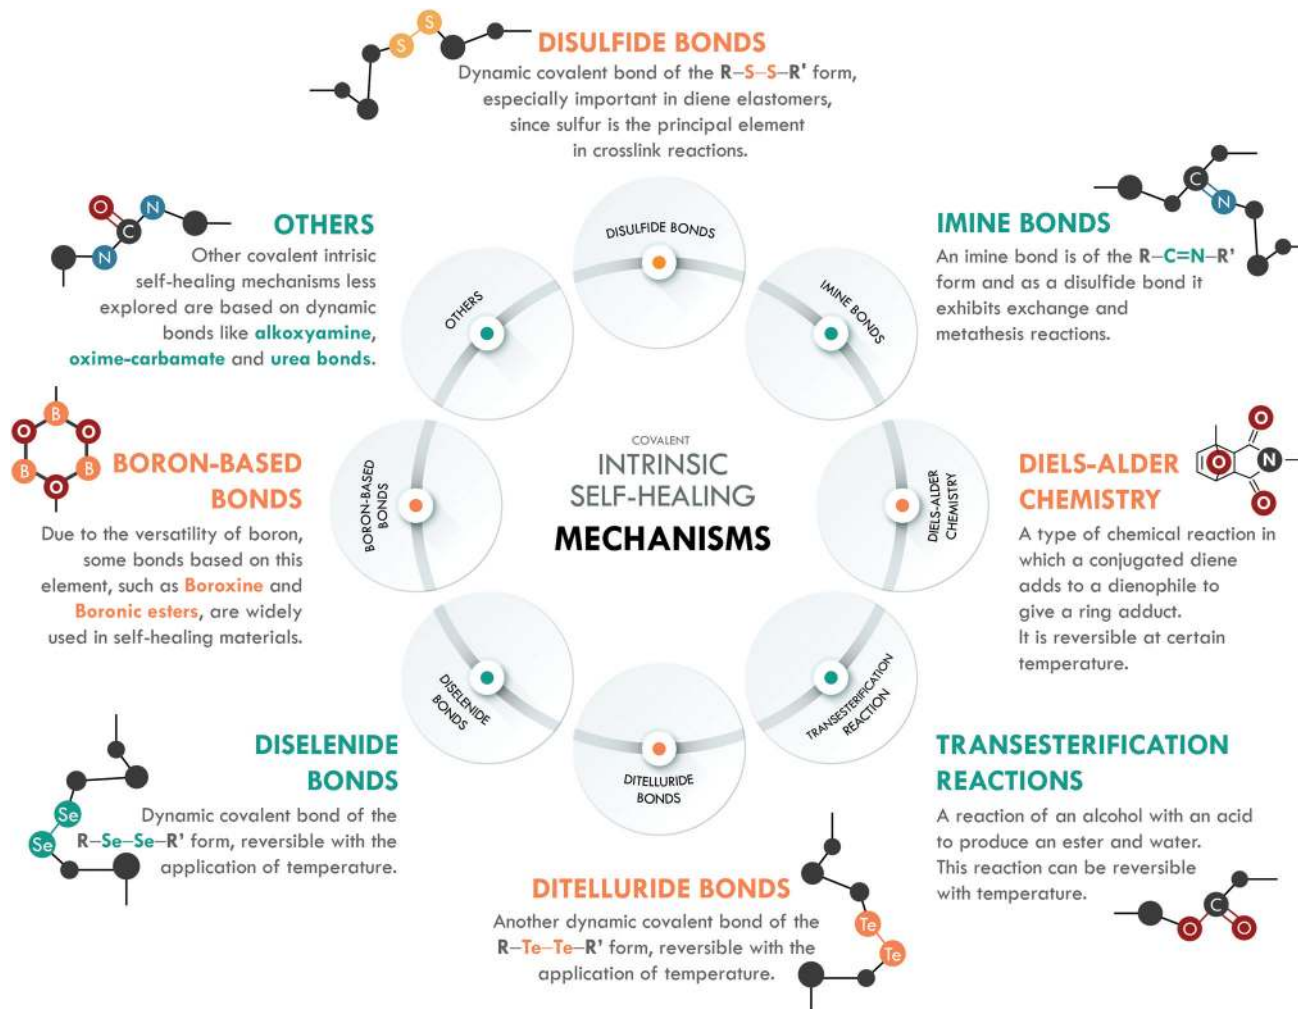 S
S
DISULFIDE BONDS
Dynamic covalent bond of the R–S–S–R' form,
especially important in diene elastomers,
since sulfur is the principal element
in crosslink reactions.
C
N
IMINE BONDS
An imine bond is of the R–C=N–R'
form and as a disulfide bond it
exhibits exchange and
metathesis reactions.
O
N
C
N
OTHERS
Other covalent intrisic
self-healing mechanisms less
explored are based on dynamic
bonds like alkoxyamine,
oxime-carbamate and urea bonds.
DISULFIDE BONDS
IMINE BONDS
OTHERS
B
O
O
B
B
O
BORON-BASED
BONDS
Due to the versatility of boron,
some bonds based on this
element, such as Boroxine and
Boronic esters, are widely
used in self-healing materials.
BORON-BASED
BONDS
COVALENT
INTRINSIC
SELF-HEALING
MECHANISMS
DIELS-ALDER
CHEMISTRY
O
O
N
O
DIELS-ALDER
CHEMISTRY
A type of chemical reaction in
which a conjugated diene
adds to a dienophile to
give a ring adduct.
It is reversible at certain
temperature.
DISELENIDE
BONDS
DITELLURIDE
BONDS
TRANSESTERIFICATION
REACTION
DISELENIDE
BONDS
Se
Se
Dynamic covalent bond of the
R–Se–Se–R' form, reversible with the
application of temperature.
DITELLURIDE BONDS
Another dynamic covalent bond of the
R–Te–Te–R' form, reversible with the
application of temperature.
Te
Te
TRANSESTERIFICATION
REACTIONS
A reaction of an alcohol with an acid
to produce an ester and water.
This reaction can be reversible
with temperature.
C
O
O